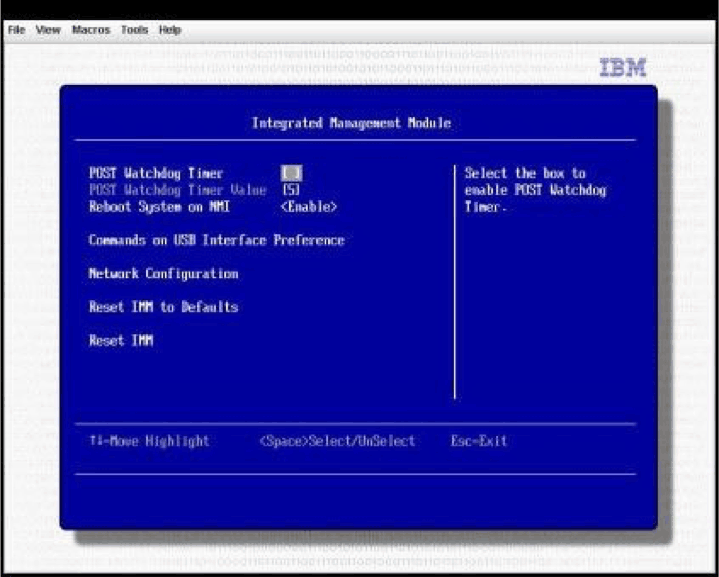 File View Macros Tools Help
IBM
Integrated Management Module
POST Watchdog Timer [ ]
POST Watchdog Timer Value [5]
Reboot System on NMI <Enable>
Commands on USB Interface Preference
Network Configuration
Reset IMM to Defaults
Reset IMM
Select the box to
enable POST Watchdog
Timer.
↑↓=Move Highlight <Space>Select/UnSelect Esc=Exit